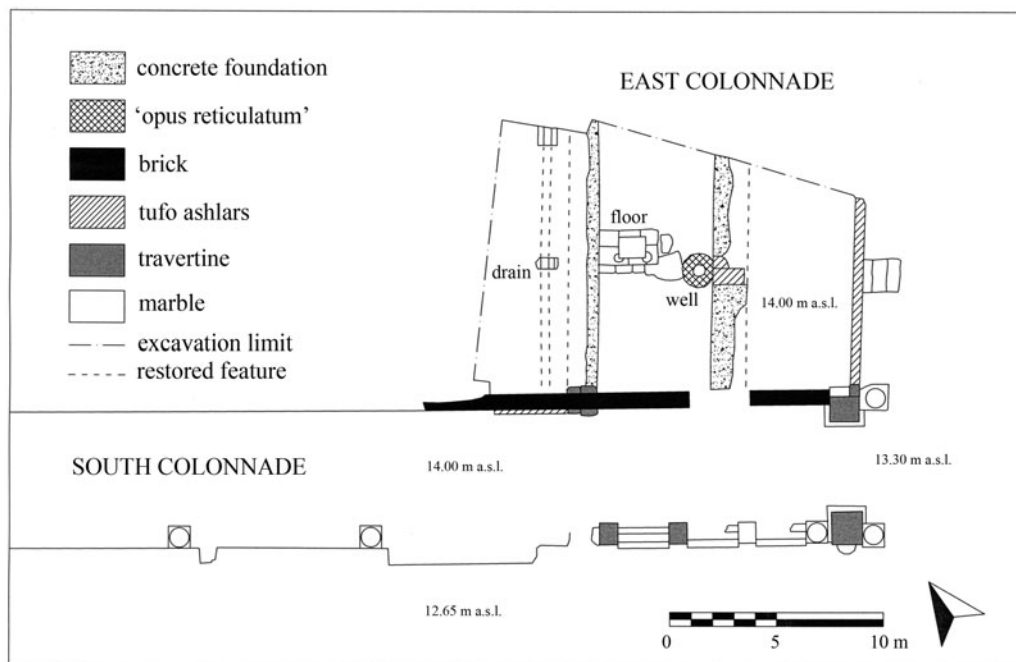 concrete foundation
'opus reticulatum'
brick
tufo ashlars
travertine
marble
excavation limit
restored feature
EAST COLONNADE
floor
drain
well
14.00 m a.s.l.
SOUTH COLONNADE
14.00 m a.s.l.
13.30 m a.s.l.
12.65 m a.s.l.
0 5 10 m